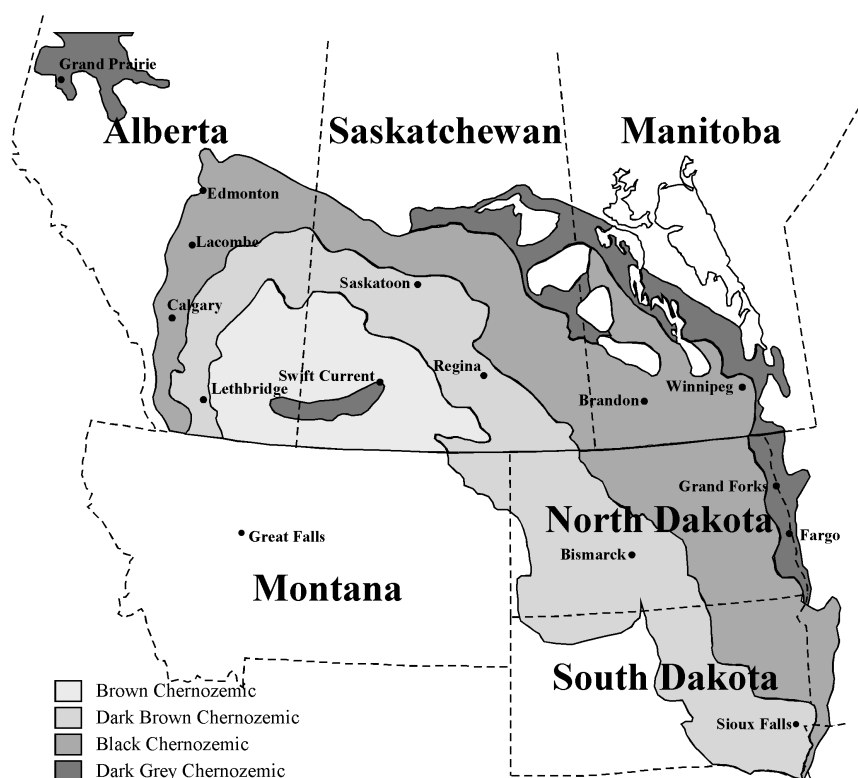 Grand Prairie
Alberta
Saskatchewan
Manitoba
Edmonton
Lacombe
Saskatoon
Calgary
Regina
Swift Current
Lethbridge
Winnipeg
Brandon
Grand Forks
North Dakota
Great Falls
Fargo
Bismarck
Montana
South Dakota
Sioux Falls
Brown Chernozemic
Dark Brown Chernozemic
Black Chernozemic
Dark Grey Chernozemic